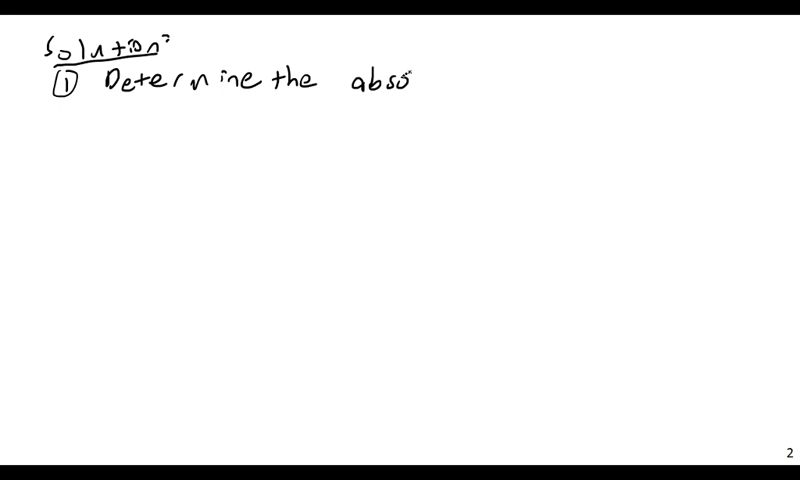 Solution:
① Determine the abso
2